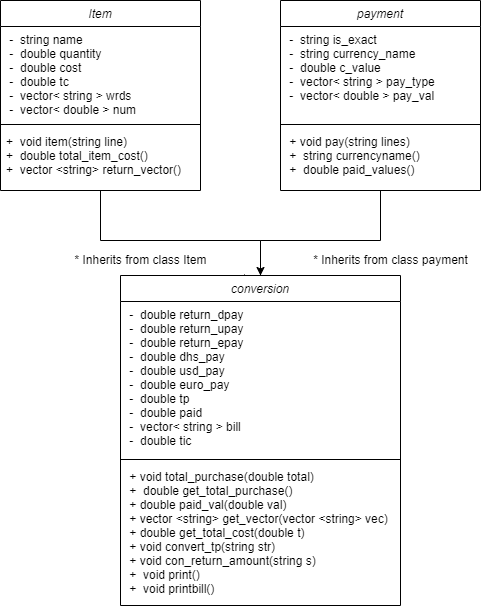 Item
- string name
- double quantity
- double cost
- double tc
- vector< string > wrds
- vector< double > num
+ void item(string line)
+ double total_item_cost()
+ vector <string> return_vector()
payment
- string is_exact
- string currency_name
- double c_value
- vector< string > pay_type
- vector< double > pay_val
+ void pay(string lines)
+ string currencyname()
+ double paid_values()
* Inherits from class Item
* Inherits from class payment
conversion
- double return_dpay
- double return_upay
- double return_epay
- double dhs_pay
- double usd_pay
- double euro_pay
- double tp
- double paid
- vector< string > bill
- double tic
+ void total_purchase(double total)
+ double get_total_purchase()
+ double paid_val(double val)
+ vector <string> get_vector(vector <string> vec)
+ double get_total_cost(double t)
+ void convert_tp(string str)
+ void con_return_amount(string s)
+ void print()
+ void printbill()